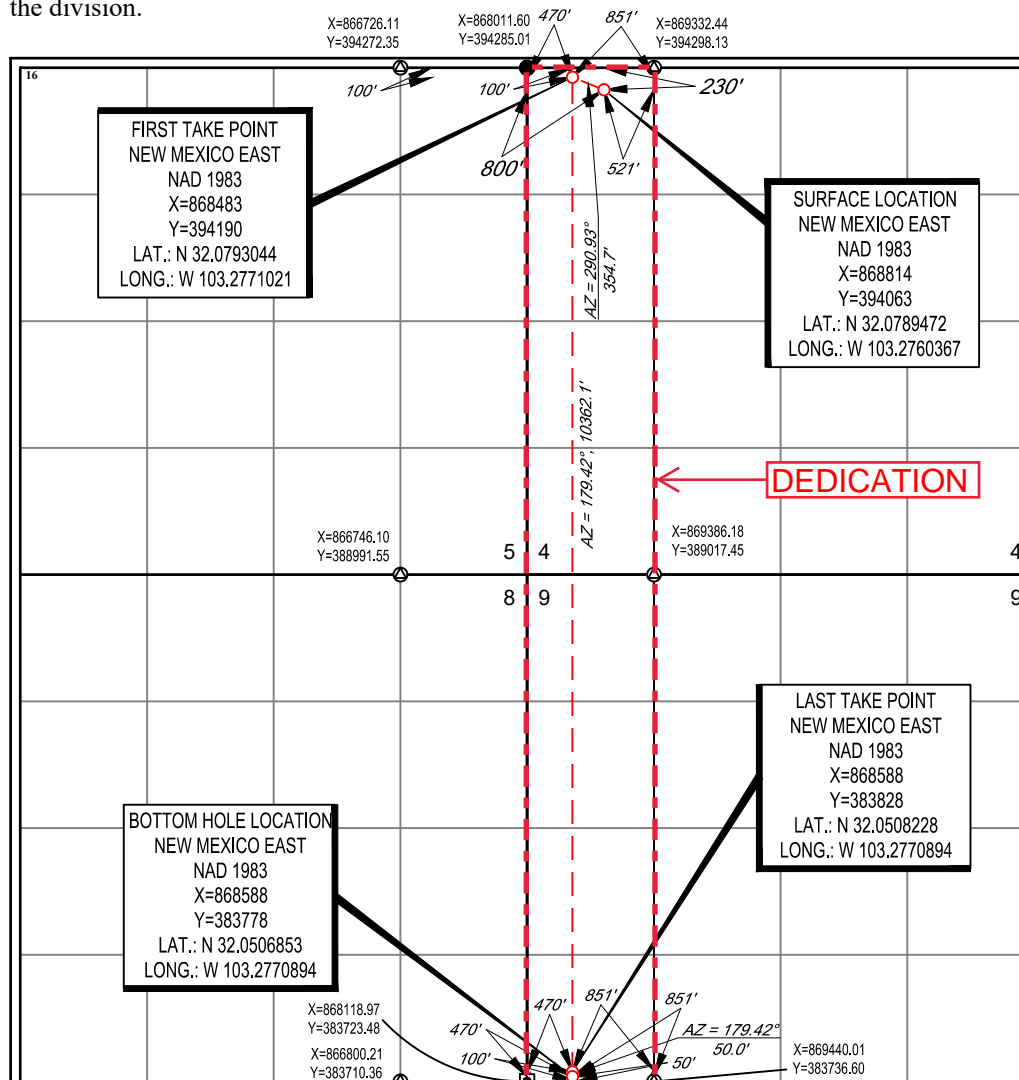 the division.
X=866726.11
Y=394272.35
X=868011.60
Y=394285.01
470'
851'
X=869332.44
Y=394298.13
16
100'
100'
230'
800'
521'
FIRST TAKE POINT
NEW MEXICO EAST
NAD 1983
X=868483
Y=394190
LAT.: N 32.0793044
LONG.: W 103.2771021
SURFACE LOCATION
NEW MEXICO EAST
NAD 1983
X=868814
Y=394063
LAT.: N 32.0789472
LONG.: W 103.2760367
AZ = 290.93°
354.7'
AZ = 179.42°, 10362.1'
DEDICATION
X=866746.10
Y=388991.55
X=869386.18
Y=389017.45
5 4
4
8 9
9
LAST TAKE POINT
NEW MEXICO EAST
NAD 1983
X=868588
Y=383828
LAT.: N 32.0508228
LONG.: W 103.2770894
BOTTOM HOLE LOCATION
NEW MEXICO EAST
NAD 1983
X=868588
Y=383778
LAT.: N 32.0506853
LONG.: W 103.2770894
X=868118.97
Y=383723.48
X=866800.21
Y=383710.36
470'
470'
851'
851'
100'
AZ = 179.42°
50.0'
50'
X=869440.01
Y=383736.60